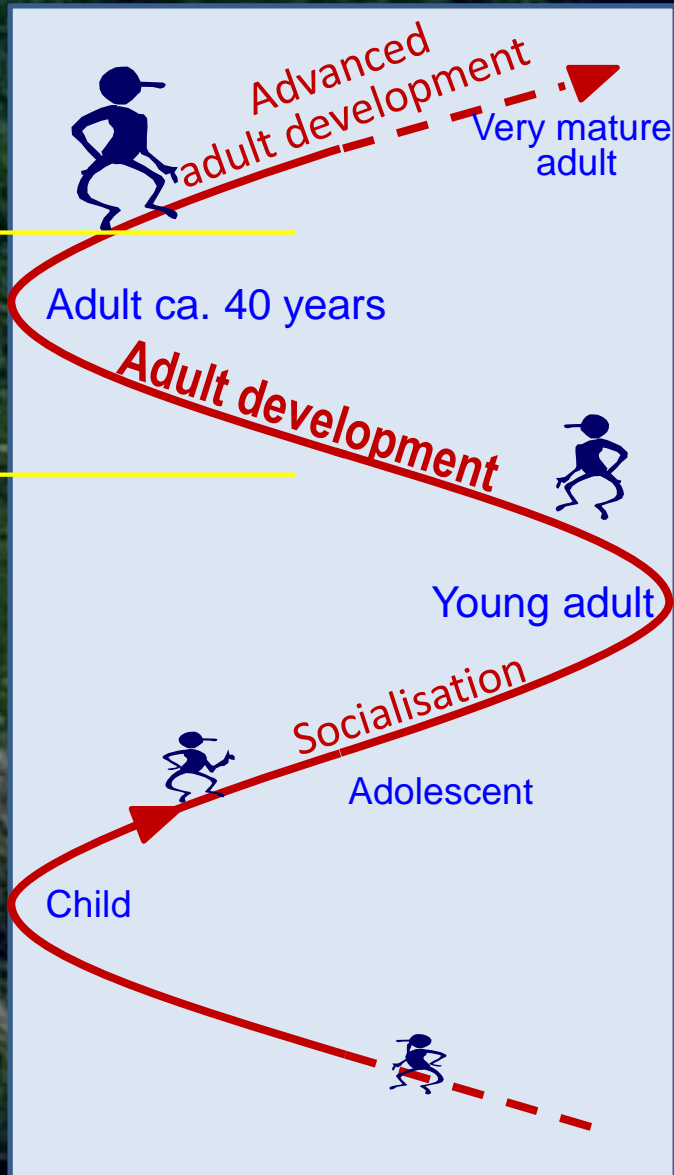 Advanced
adult development
Very mature
adult
Adult ca. 40 years
Adult development
Young adult
Socialisation
Adolescent
Child